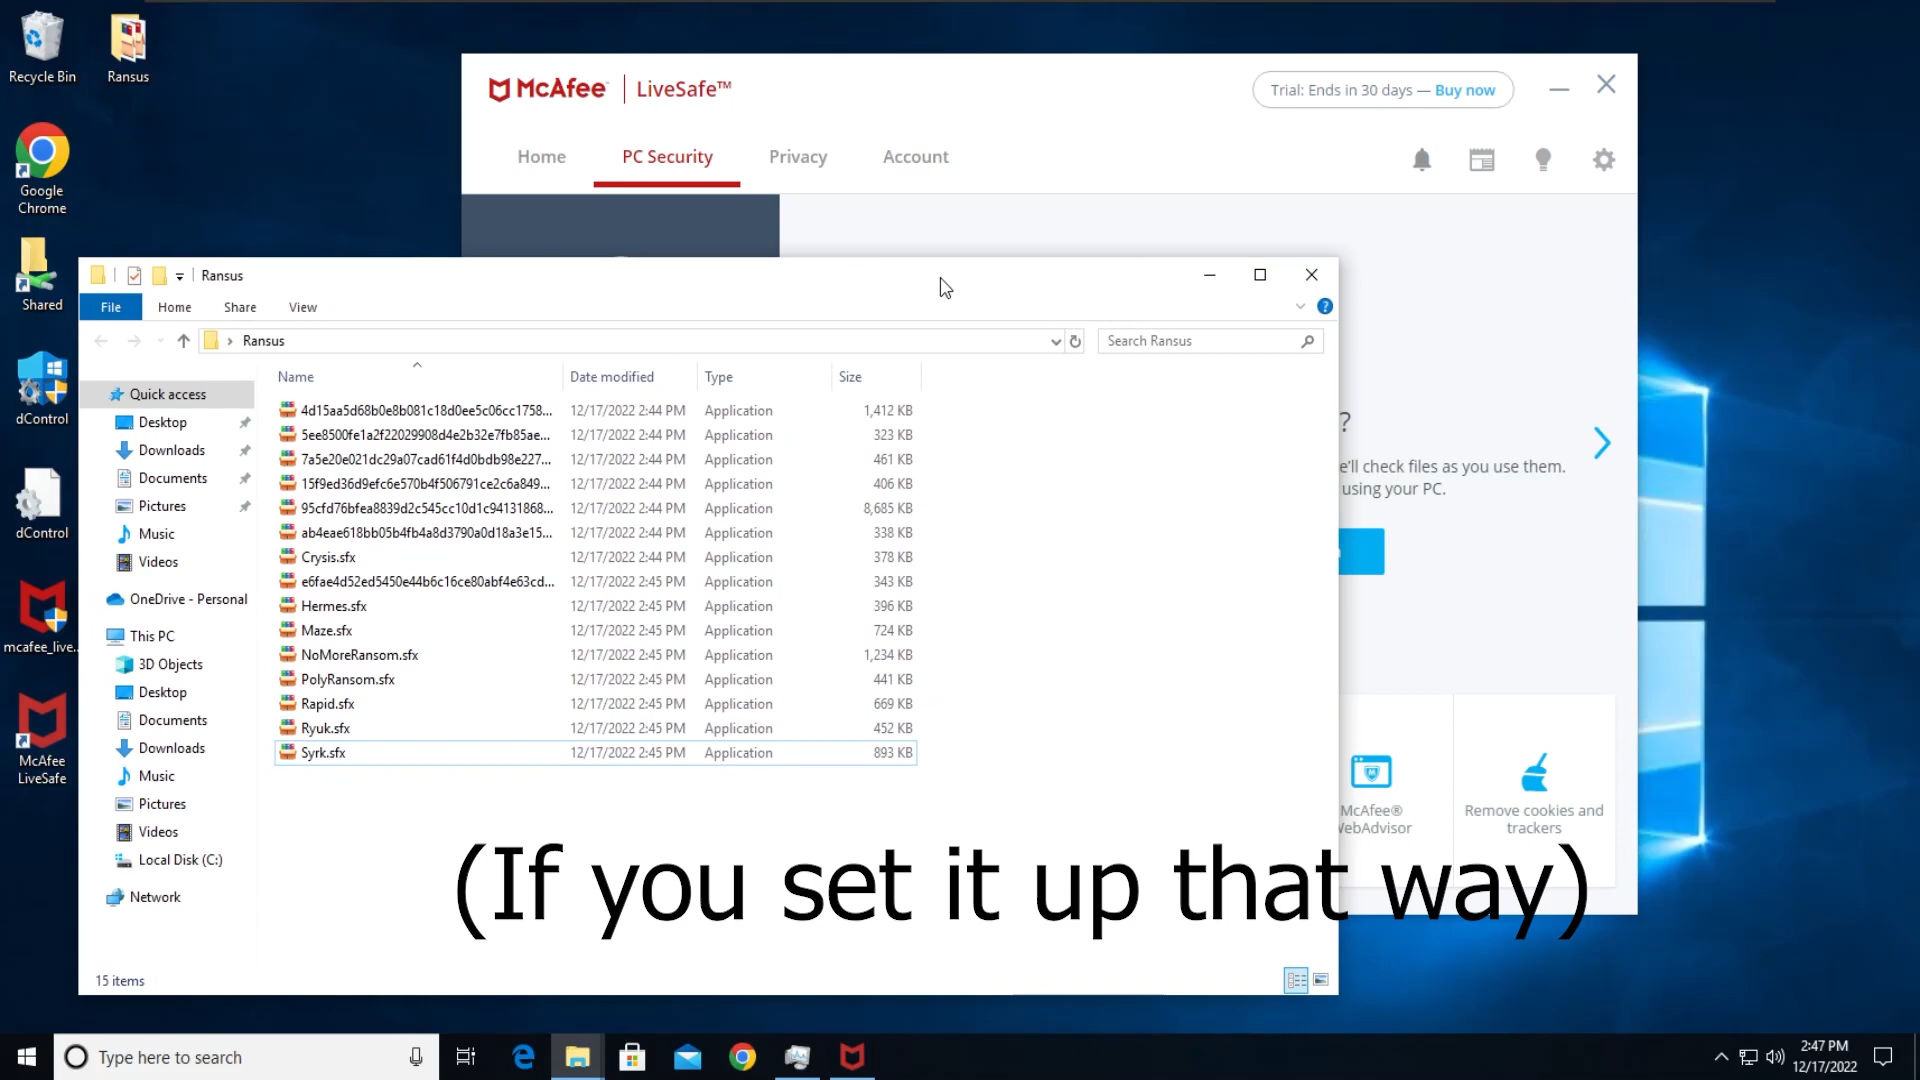 Recycle Bin
Ransus
Google
Chrome
Shared
dControl
dControl
mcafee_live...
McAfee
LiveSafe
McAfee | LiveSafe™
Trial: Ends in 30 days — Buy now
Home PC Security Privacy Account
?
e'll check files as you use them.
using your PC.
McAfee®
WebAdvisor
Remove cookies and
trackers
Ransus
File Home Share View
Ransus
Search Ransus
Quick access
Desktop
Downloads
Documents
Pictures
Music
Videos
OneDrive - Personal
This PC
3D Objects
Desktop
Documents
Downloads
Music
Pictures
Videos
Local Disk (C:)
Network
Name Date modified Type Size
4d15aa5d68b0e8b081c18d0ee5c06cc1758... 12/17/2022 2:44 PM Application 1,412 KB
5ee8500fe1a2f22029908d4e2b32e7fb85ae... 12/17/2022 2:44 PM Application 323 KB
7a5e20e021dc29a07cad61f4d0bdb98e227... 12/17/2022 2:44 PM Application 461 KB
15f9ed36d9efc6e570b4f506791ce2c6a849... 12/17/2022 2:44 PM Application 406 KB
95cfd76bfea8839d2c545cc10d1c94131868... 12/17/2022 2:44 PM Application 8,685 KB
ab4eae618bb05b4fb4a8d3790a0d18a3e15... 12/17/2022 2:44 PM Application 338 KB
Crysis.sfx 12/17/2022 2:44 PM Application 378 KB
e6fae4d52ed5450e44b6c16ce80abf4e63cd... 12/17/2022 2:45 PM Application 343 KB
Hermes.sfx 12/17/2022 2:45 PM Application 396 KB
Maze.sfx 12/17/2022 2:45 PM Application 724 KB
NoMoreRansom.sfx 12/17/2022 2:45 PM Application 1,234 KB
PolyRansom.sfx 12/17/2022 2:45 PM Application 441 KB
Rapid.sfx 12/17/2022 2:45 PM Application 669 KB
Ryuk.sfx 12/17/2022 2:45 PM Application 452 KB
Syrk.sfx 12/17/2022 2:45 PM Application 893 KB
15 items
(If you set it up that way)
Type here to search
2:47 PM
12/17/2022